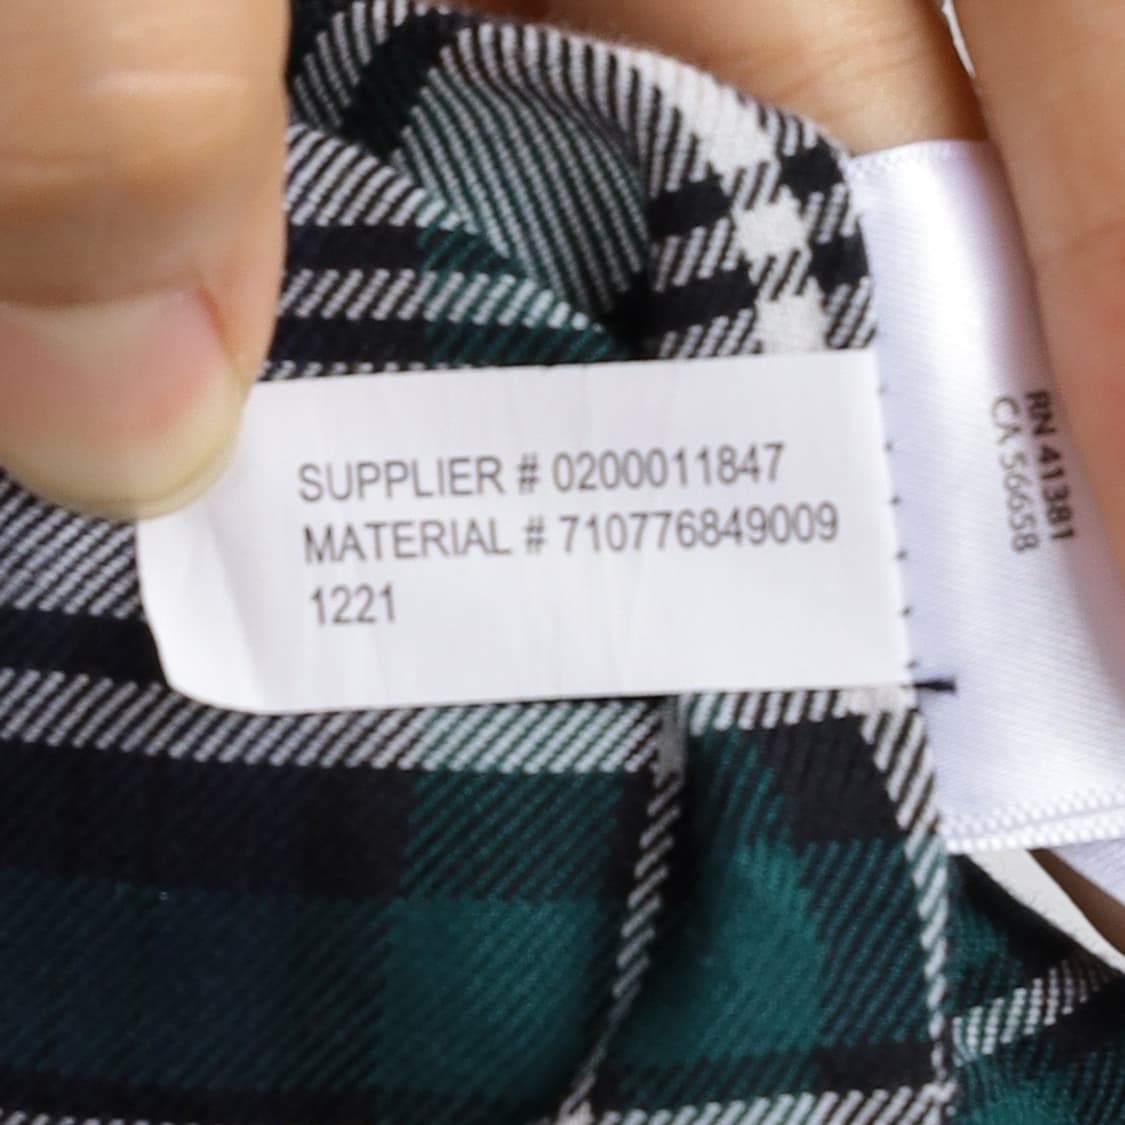 SUPPLIER # 0200011847
MATERIAL # 710776849009
1221
RN 41381
CA 56658